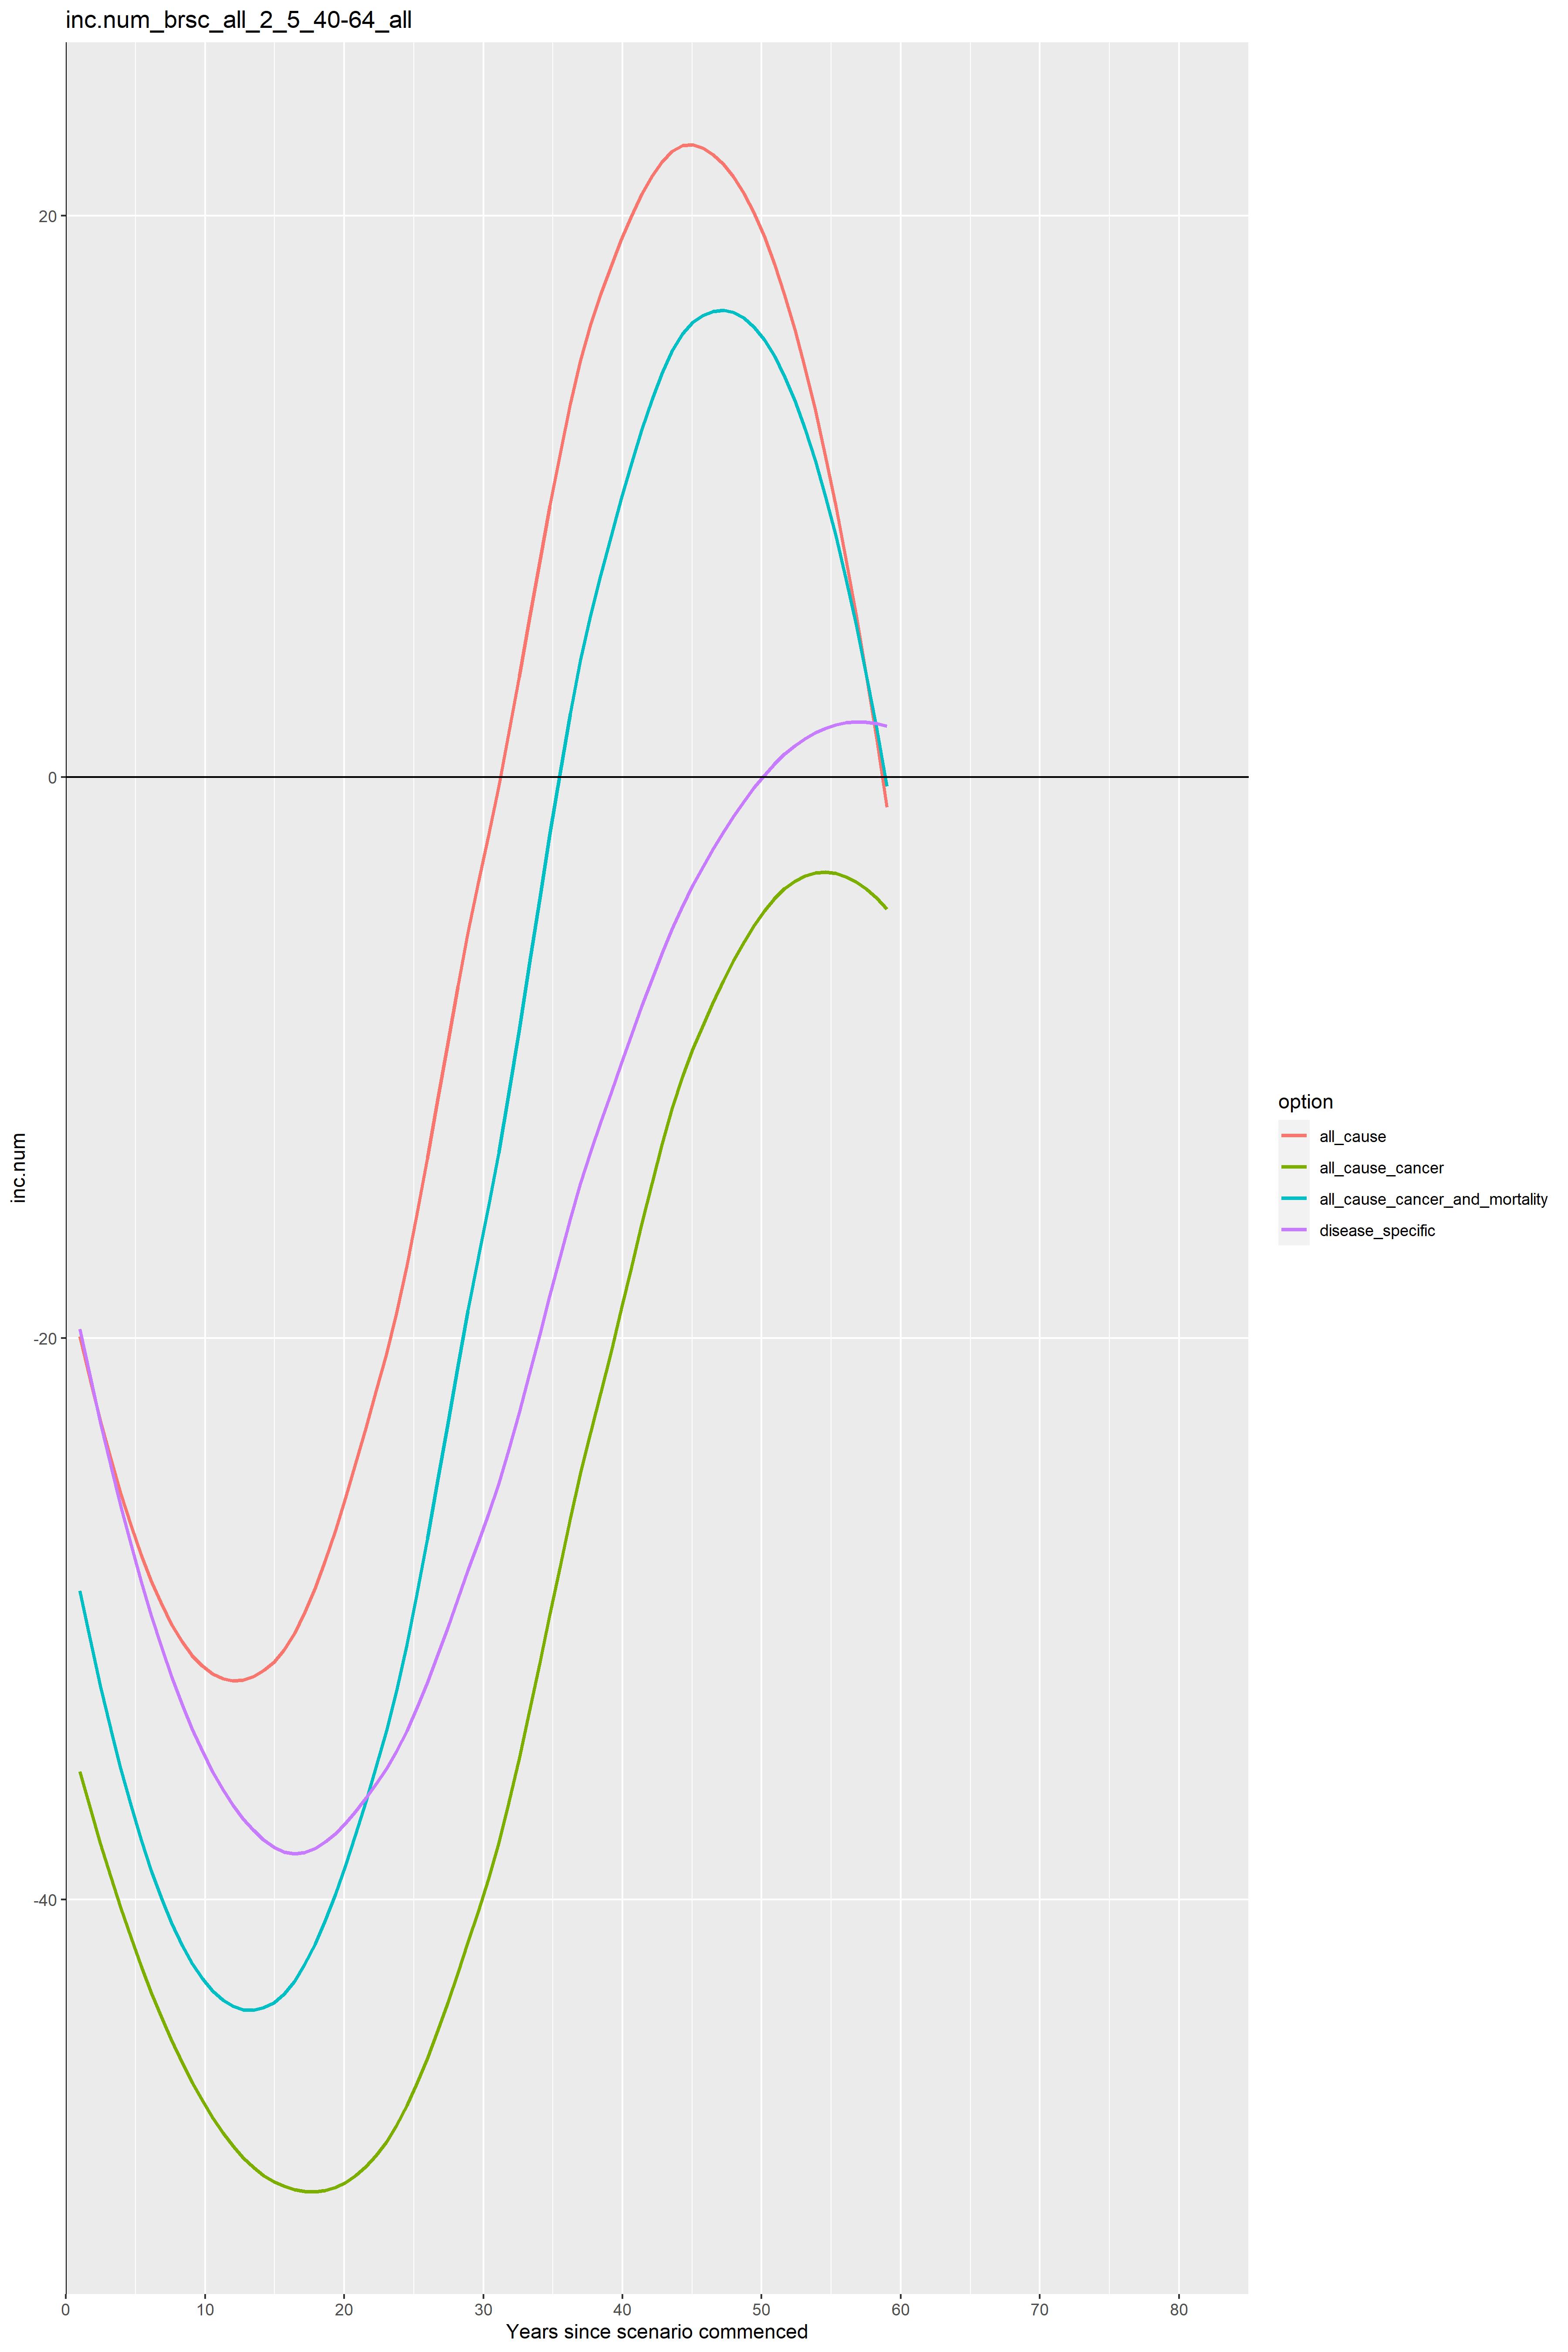 inc.num_brsc_all_2_5_40-64_all
20
0
-20
-40
inc.num
0 10 20 30 40 50 60 70 80
Years since scenario commenced
option
all_cause
all_cause_cancer
all_cause_cancer_and_mortality
disease_specific